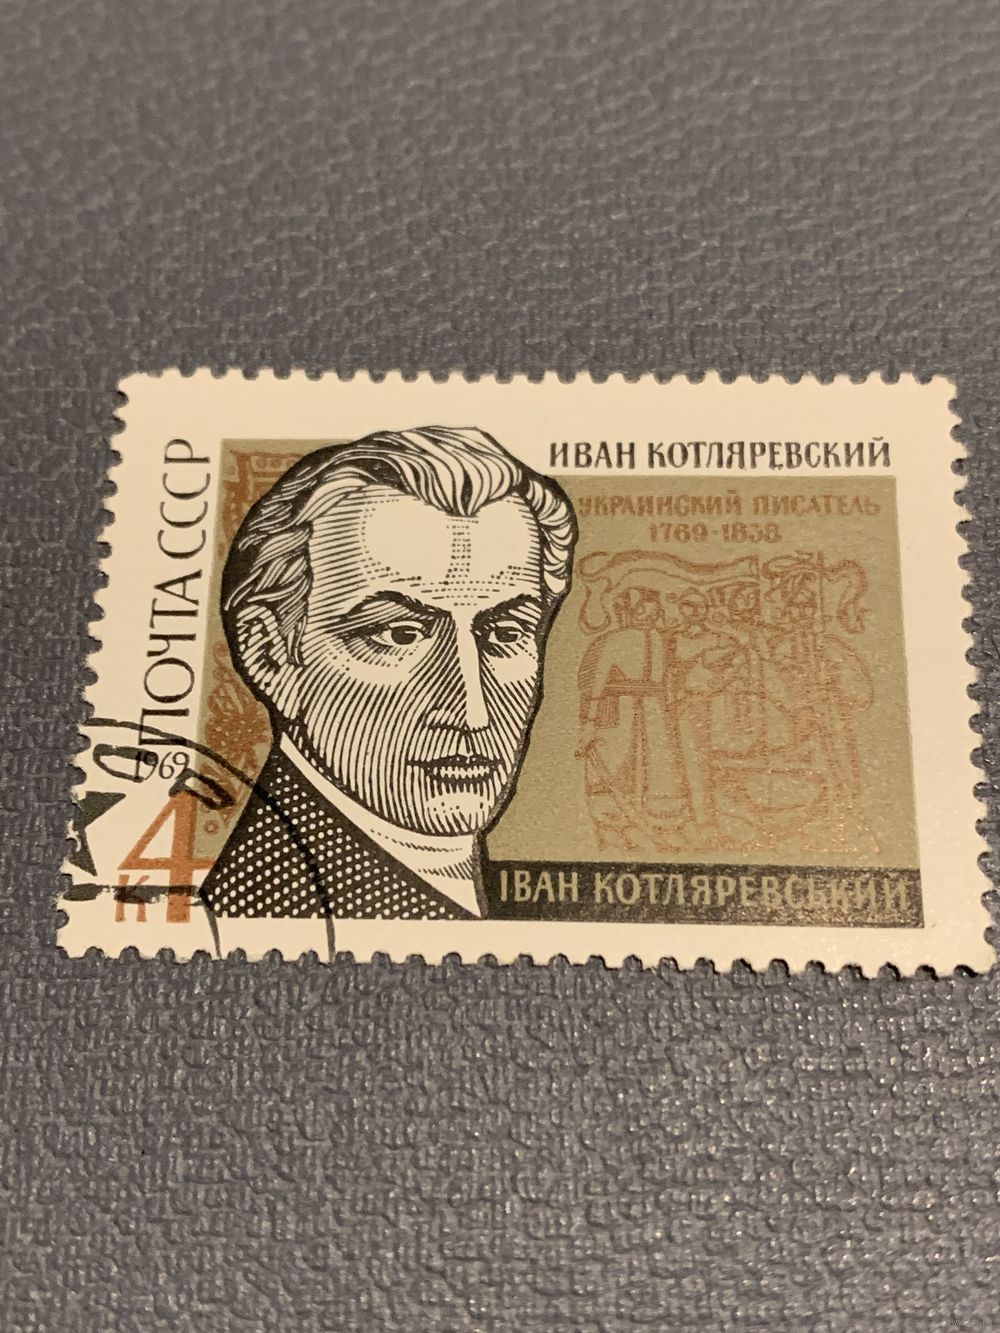 ИВАН КОТЛЯРЕВСКИЙ
УКРАИНСКИЙ ПИСАТЕЛЬ
1769-1838
ПОЧТА СССР
1969
4
К
ІВАН КОТЛЯРЕВСЬКИЙ